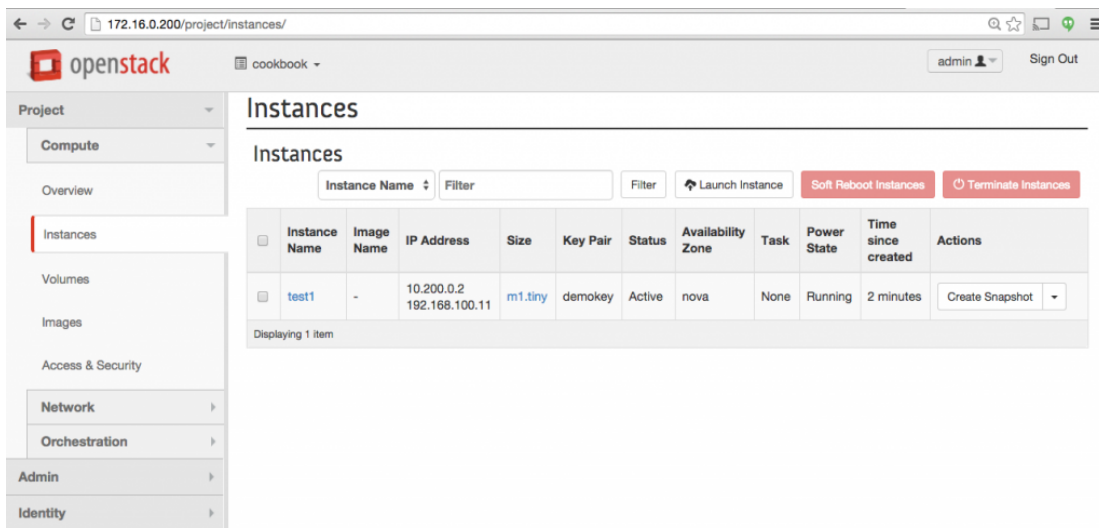 172.16.0.200/project/instances/
openstack
cookbook
admin
Sign Out
Project
Compute
Overview
Instances
Volumes
Images
Access & Security
Network
Orchestration
Admin
Identity
Instances
Instances
Instance Name Filter Filter Launch Instance Soft Reboot Instances Terminate Instances
Instance Name Image Name IP Address Size Key Pair Status Availability Zone Task Power State Time since created Actions
test1 - 10.200.0.2 192.168.100.11 m1.tiny demokey Active nova None Running 2 minutes Create Snapshot
Displaying 1 item